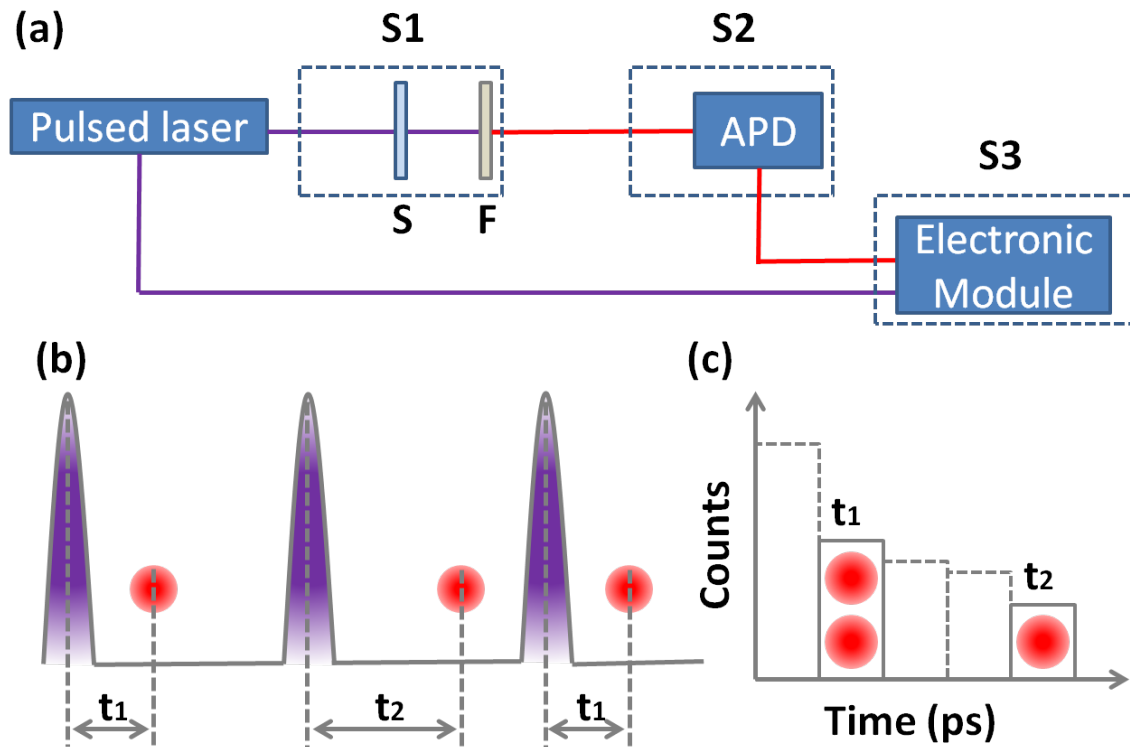 (a)
S1
S2
Pulsed laser
APD
S3
S
F
Electronic
Module
(b)
(c)
t1
t2
t1
Counts
t1
t2
Time (ps)